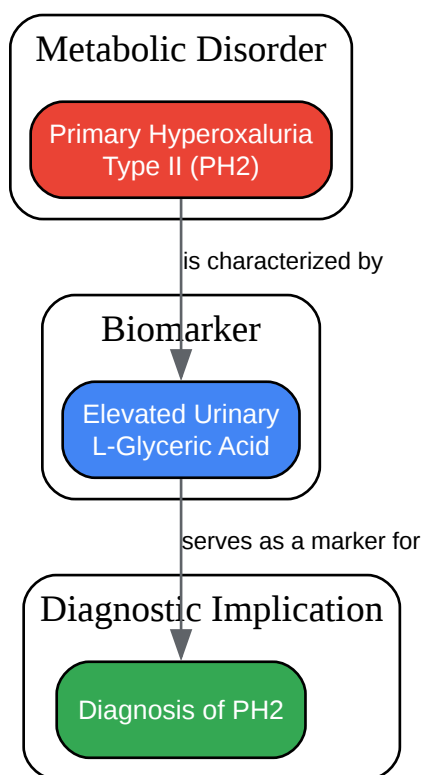 Metabolic Disorder
Primary Hyperoxaluria
Type II (PH2)
is characterized by
Biomarker
Elevated Urinary
L-Glyceric Acid
serves as a marker for
Diagnostic Implication
Diagnosis of PH2